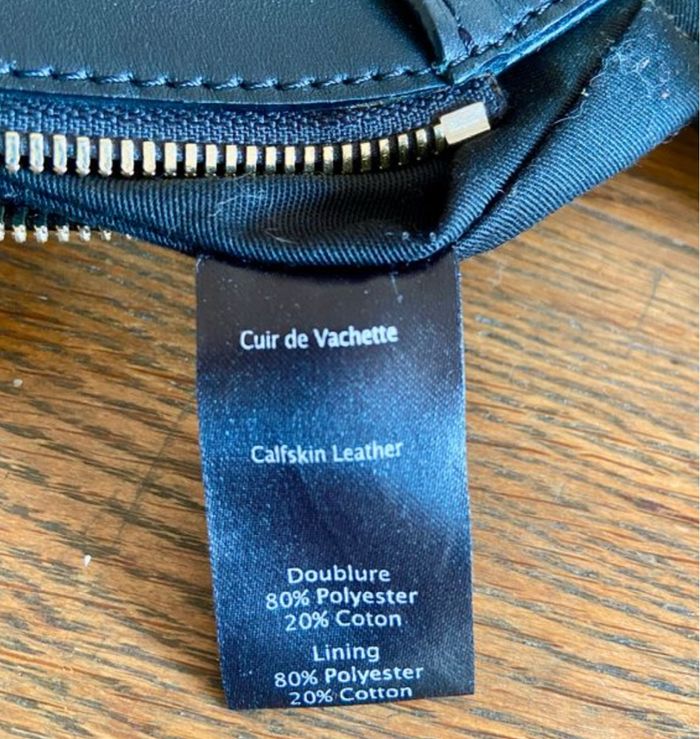 Cuir de Vachette
Calfskin Leather
Doublure
80% Polyester
20% Coton
Lining
80% Polyester
20% Cotton